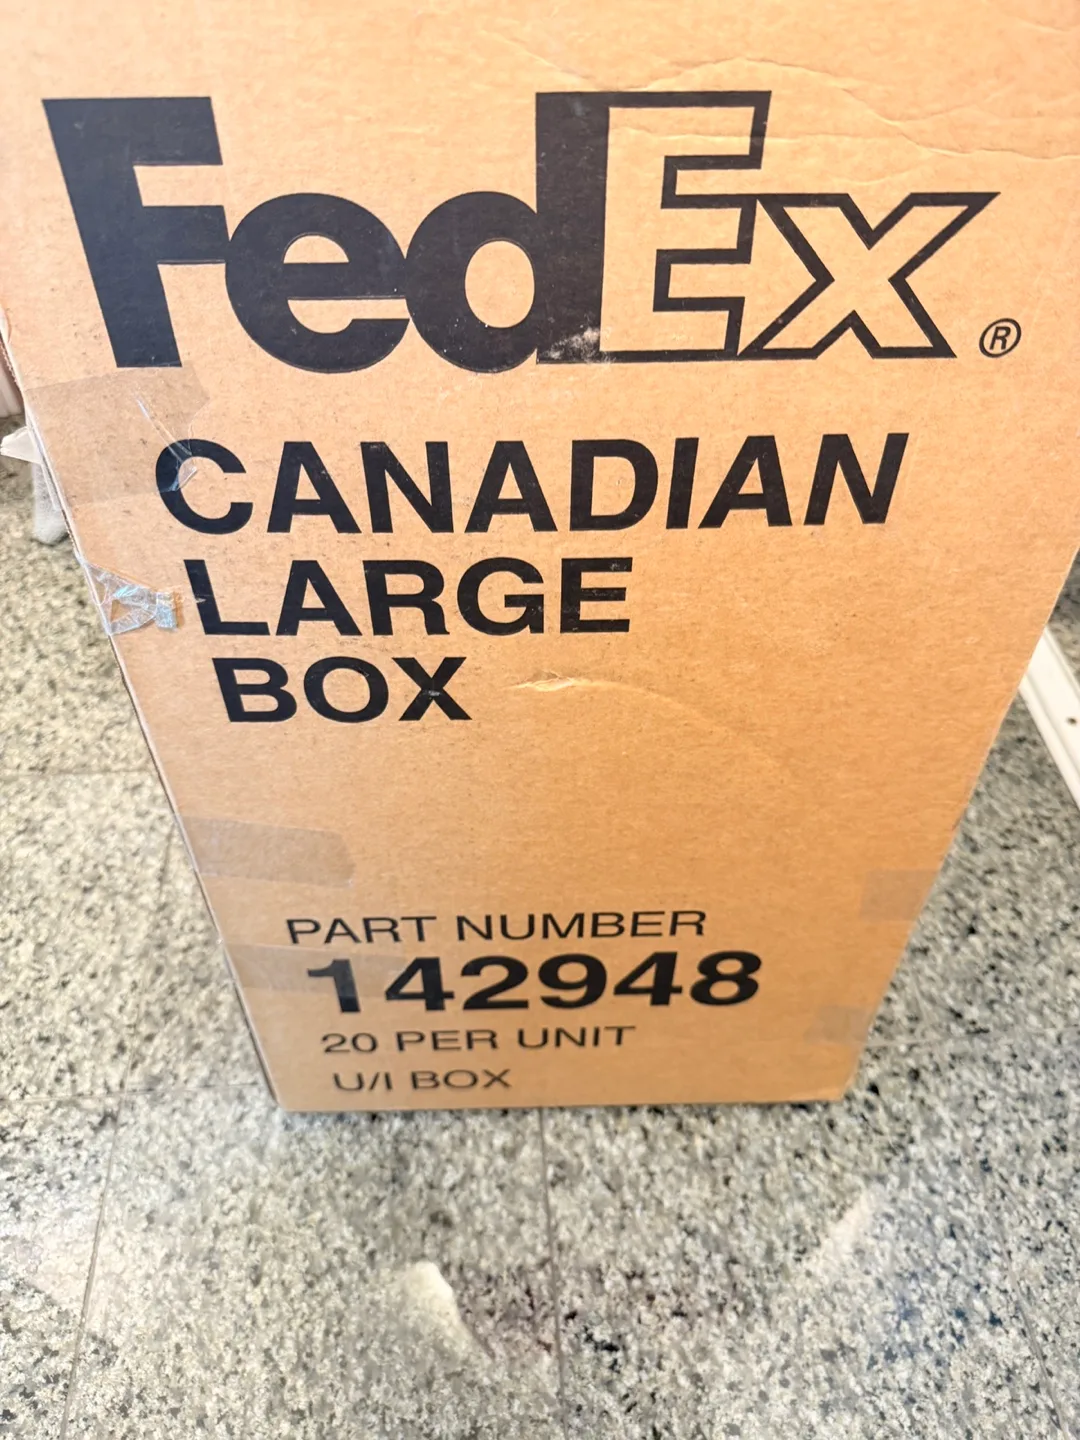 FedEx®
CANADIAN
LARGE
BOX
PART NUMBER
142948
20 PER UNIT
U/I BOX